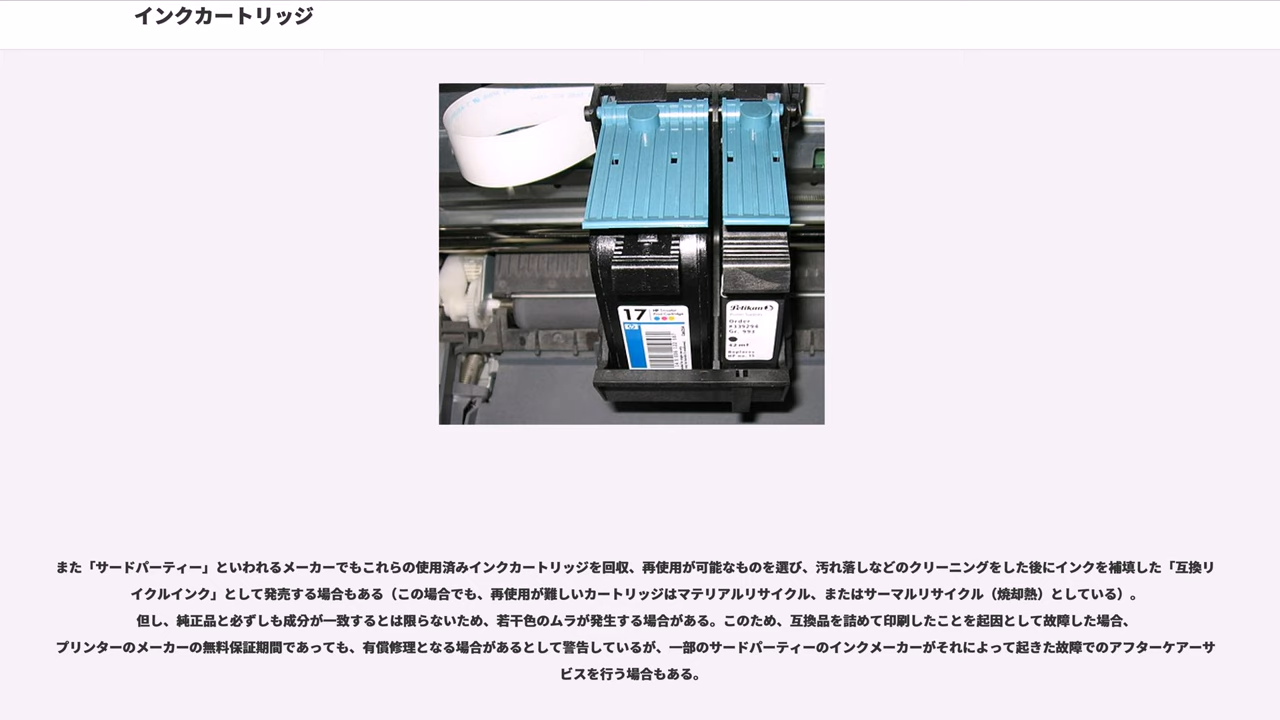 インクカートリッジ
17
Pelikan
Order
また「サードパーティー」といわれるメーカーでもこれらの使用済みインクカートリッジを回収、再使用が可能なものを選び、汚れ落しなどのクリーニングをした後にインクを補填した「互換リ
イクルインク」として発売する場合もある（この場合でも、再使用が難しいカートリッジはマテリアルリサイクル、またはサーマルリサイクル（焼却熱）としている）。
但し、純正品と必ずしも成分が一致するとは限らないため、若干色のムラが発生する場合がある。このため、互換品を詰めて印刷したことを起因として故障した場合、
プリンターのメーカーの無料保証期間であっても、有償修理となる場合があるとして警告しているが、一部のサードパーティーのインクメーカーがそれによって起きた故障でのアフターケアーサ
ビスを行う場合もある。